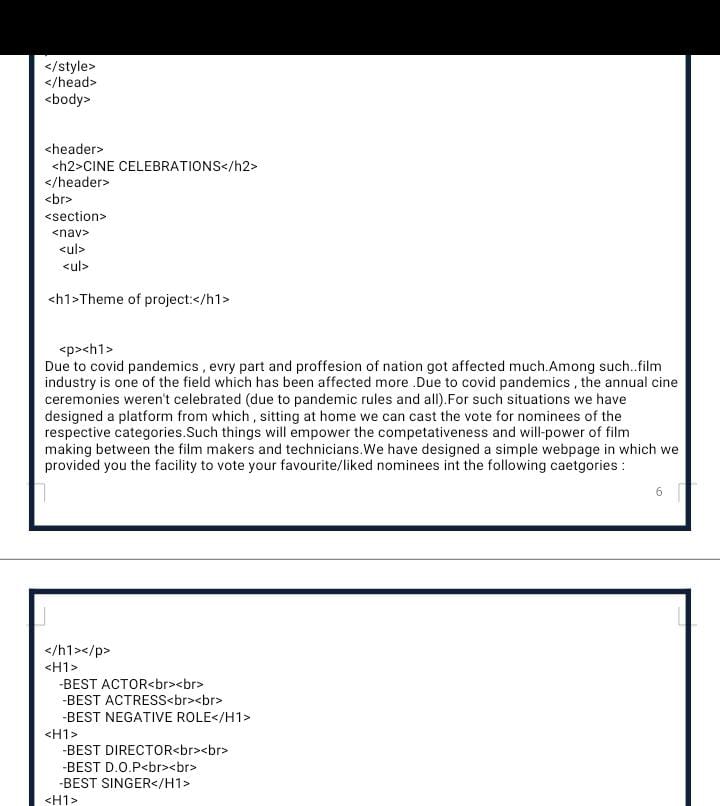 </style>
</head>
<body>
<header>
<h2>CINE CELEBRATIONS</h2>
</header>
<br>
<section>
<nav>
<ul>
<ul>
<h1>Theme of project:</h1>
<p><h1>
Due to covid pandemics , evry part and proffesion of nation got affected much.Among such..film
industry is one of the field which has been affected more .Due to covid pandemics , the annual cine
ceremonies weren't celebrated (due to pandemic rules and all).For such situations we have
designed a platform from which , sitting at home we can cast the vote for nominees of the
respective categories.Such things will empower the competativeness and will-power of film
making between the film makers and technicians.We have designed a simple webpage in which we
provided you the facility to vote your favourite/liked nominees int the following caetgories :
6
</h1></p>
<H1>
-BEST ACTOR<br><br>
-BEST ACTRESS<br><br>
-BEST NEGATIVE ROLE</H1>
<H1>
-BEST DIRECTOR<br><br>
-BEST D.O.P<br><br>
-BEST SINGER</H1>
<H1>